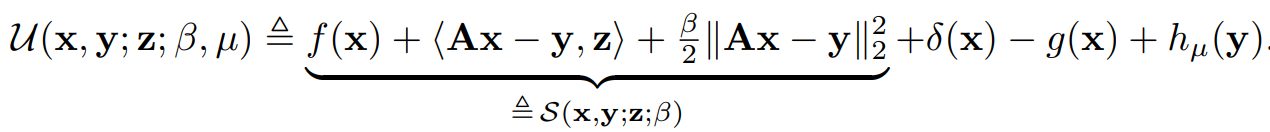 𝒰(𝐱, 𝐲; 𝐳; β, μ) ≜ f(𝐱) + ⟨𝐀𝐱 − 𝐲, 𝐳⟩ + β/2 ‖𝐀𝐱 − 𝐲‖₂² + δ(𝐱) − g(𝐱) + h_μ(𝐲).
≜𝒮(𝐱,𝐲;𝐳;β)